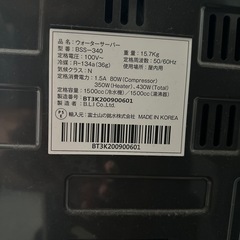 品名：ウォーターサーバー
型番：BSS-340 重量：15.7Kg
定格電圧：100V～ 定格周波数：50/60Hz
冷媒：R-134a(36g) 使用場所：屋内用
気候クラス：N
定格消費電力：1.5A 80W(Compressor)
350W(Heater), 430W(Total)
定格容量：1500cc(冷水機)／1500cc(温湯器)
製造番号：BT3K200900601
製造者：B.L.I Co.,Ltd.
輸入元：富士山の銘水株式会社 MADE IN KOREA
BT3K200900601